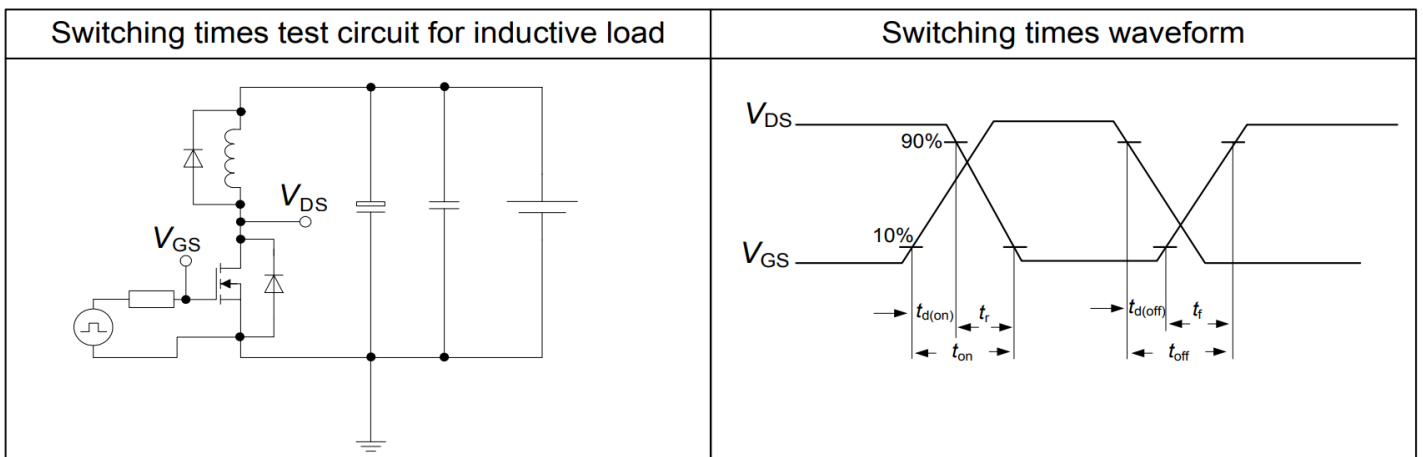 Switching times test circuit for inductive load
Switching times waveform
VDS
VGS
VDS
90%
10%
VGS
td(on) tr
ton
td(off) tf
toff